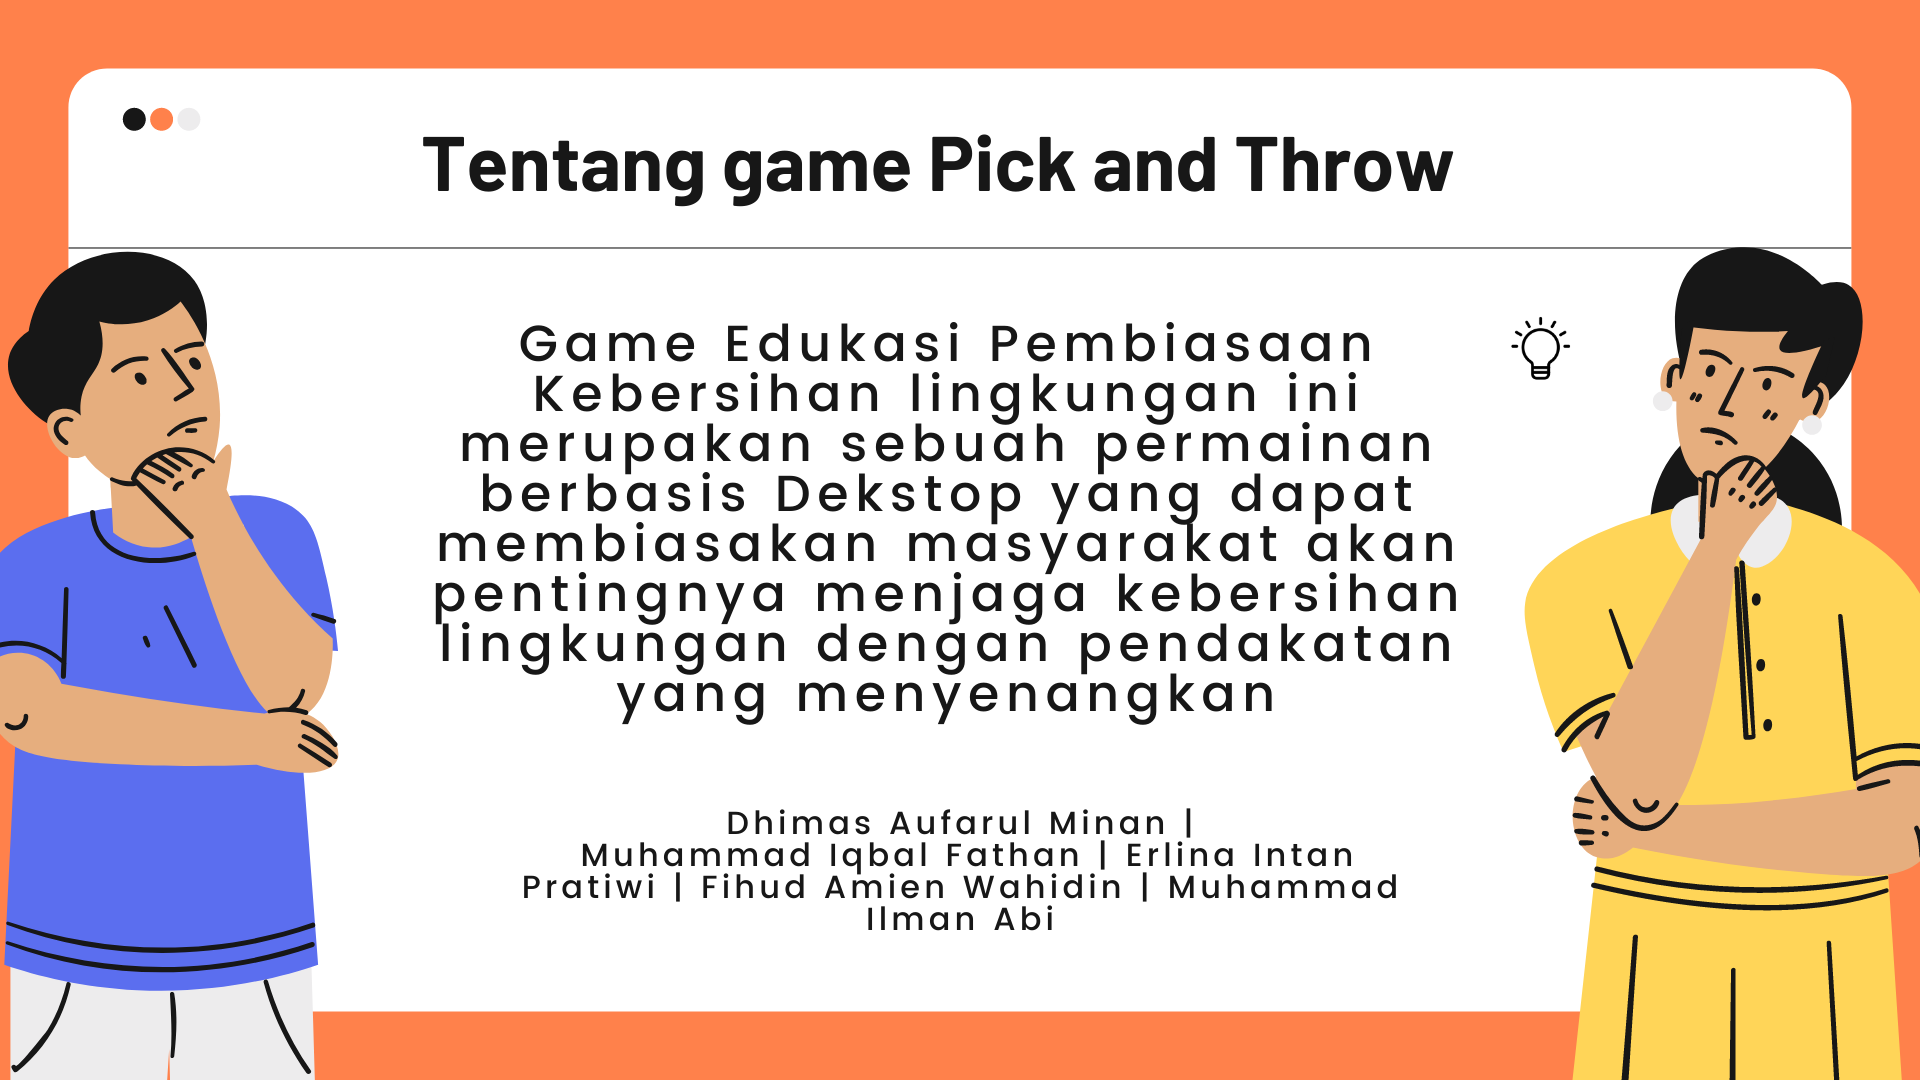 Tentang game Pick and Throw
Game Edukasi Pembiasaan
Kebersihan lingkungan ini
merupakan sebuah permainan
berbasis Dekstop yang dapat
membiasakan masyarakat akan
pentingnya menjaga kebersihan
lingkungan dengan pendakatan
yang menyenangkan
Dhimas Aufarul Minan |
Muhammad Iqbal Fathan | Erlina Intan
Pratiwi | Fihud Amien Wahidin | Muhammad
Ilman Abi